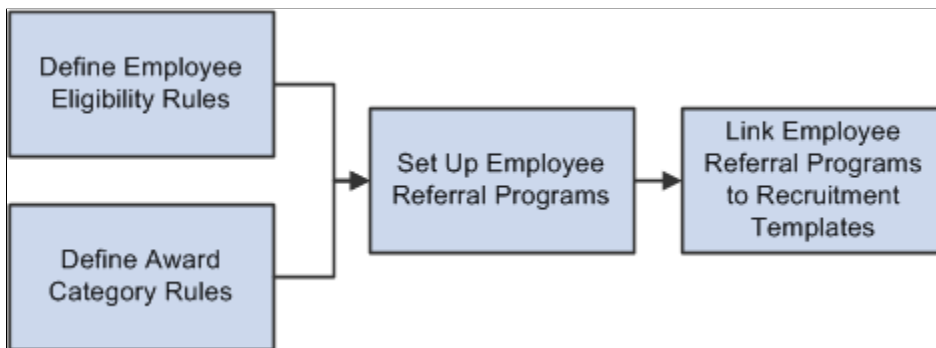 Define Employee
Eligibility Rules
Define Award
Category Rules
Set Up Employee
Referral Programs
Link Employee
Referral Programs
to Recruitment
Templates